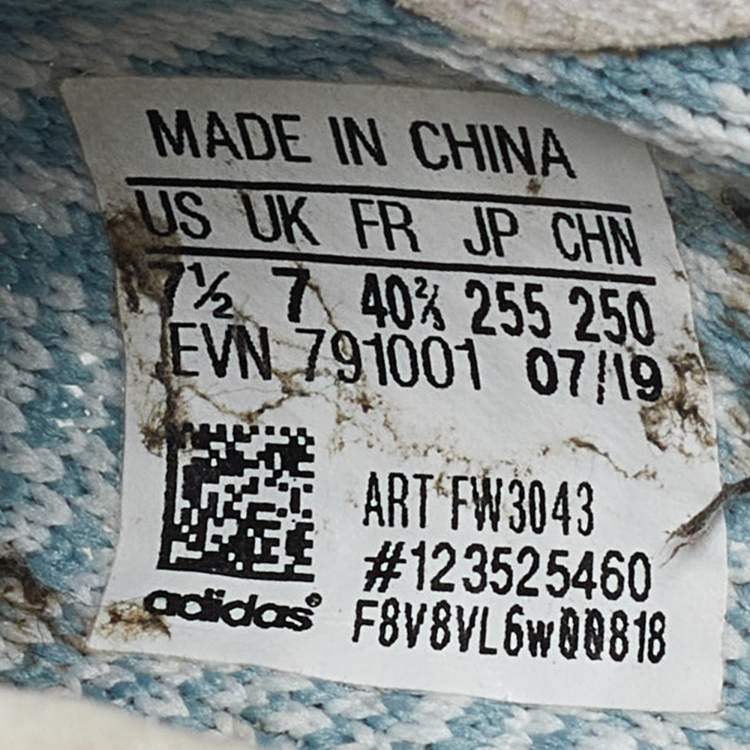 MADE IN CHINA
US UK FR JP CHN
7½ 7 40⅔ 255 250
EVN 791001 07/19
ART FW3043
#123525460
adidas®
F8V8VL6w00818